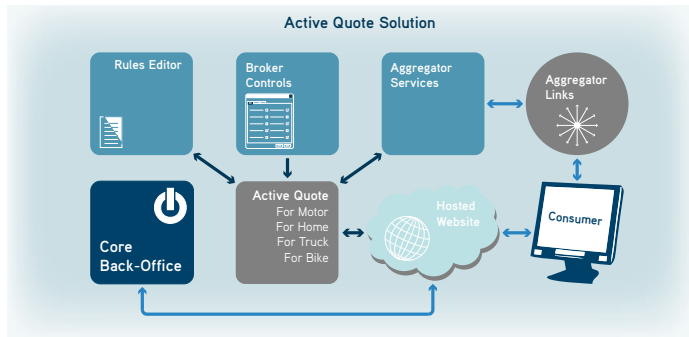 Active Quote Solution
Rules Editor
Broker
Controls
Aggregator
Services
Aggregator
Links
Core
Back-Office
Active Quote
For Motor
For Home
For Truck
For Bike
Hosted
Website
Consumer